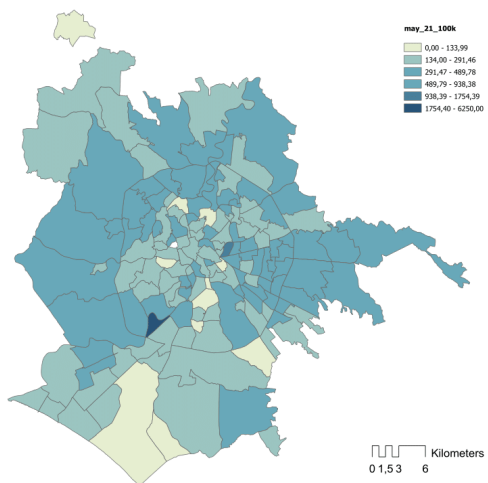 may_21_100k
0,00 - 133,99
134,00 - 291,46
291,47 - 489,78
489,79 - 938,38
938,39 - 1754,39
1754,40 - 6250,00
Kilometers
0 1,5 3 6